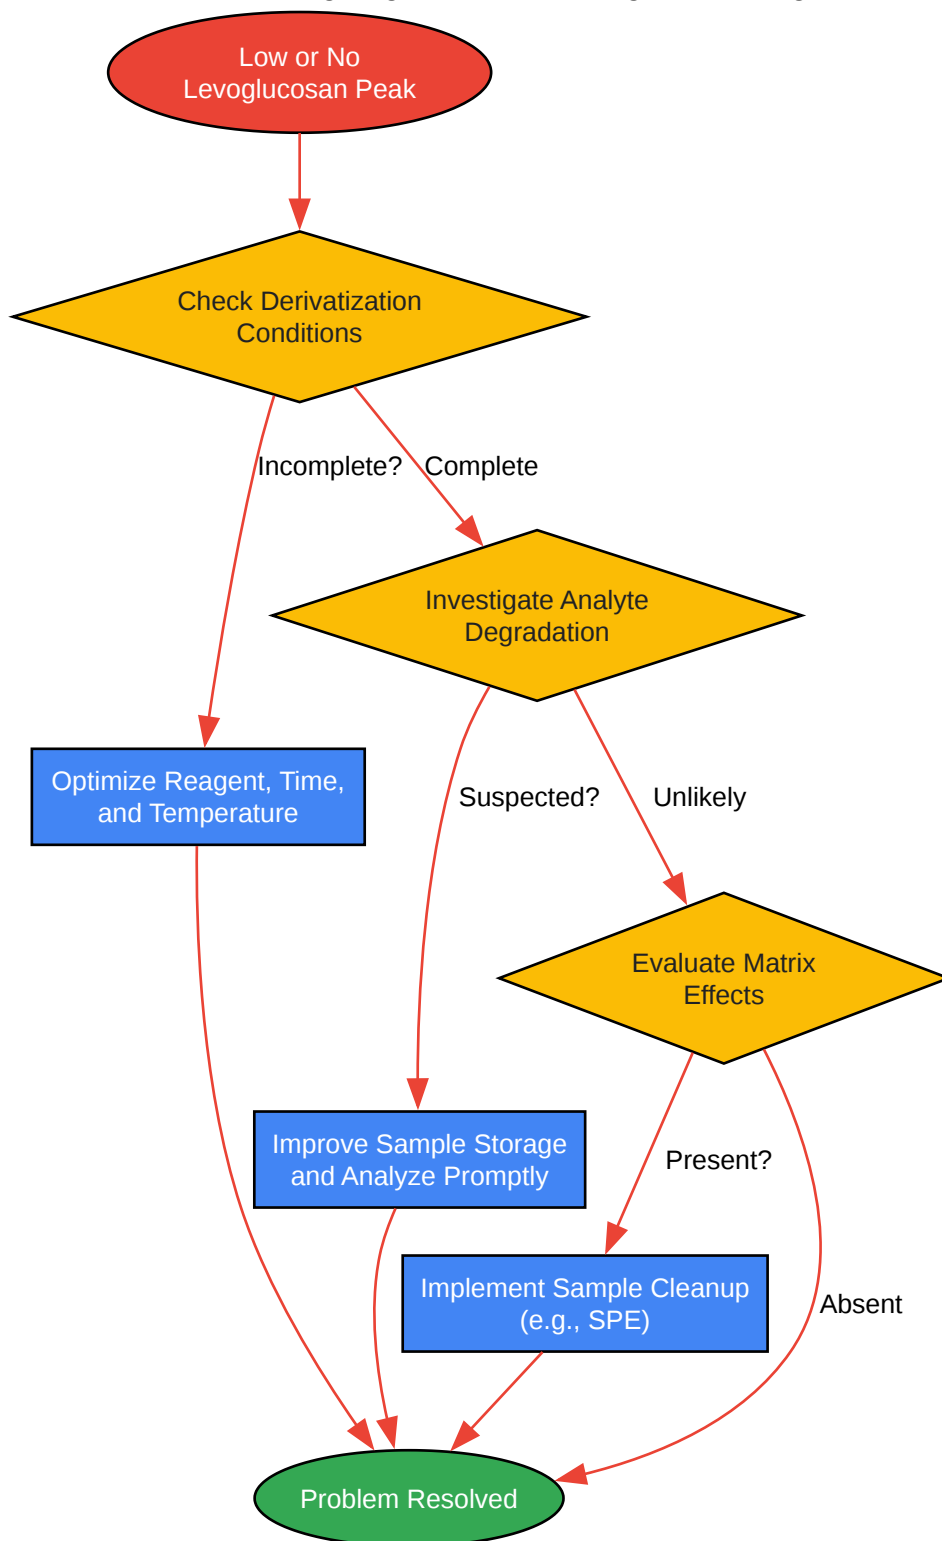 Low or No
Levoglucosan Peak
Check Derivatization
Conditions
Incomplete?
Complete
Investigate Analyte
Degradation
Optimize Reagent, Time,
and Temperature
Suspected?
Unlikely
Evaluate Matrix
Effects
Improve Sample Storage
and Analyze Promptly
Present?
Implement Sample Cleanup
(e.g., SPE)
Absent
Problem Resolved